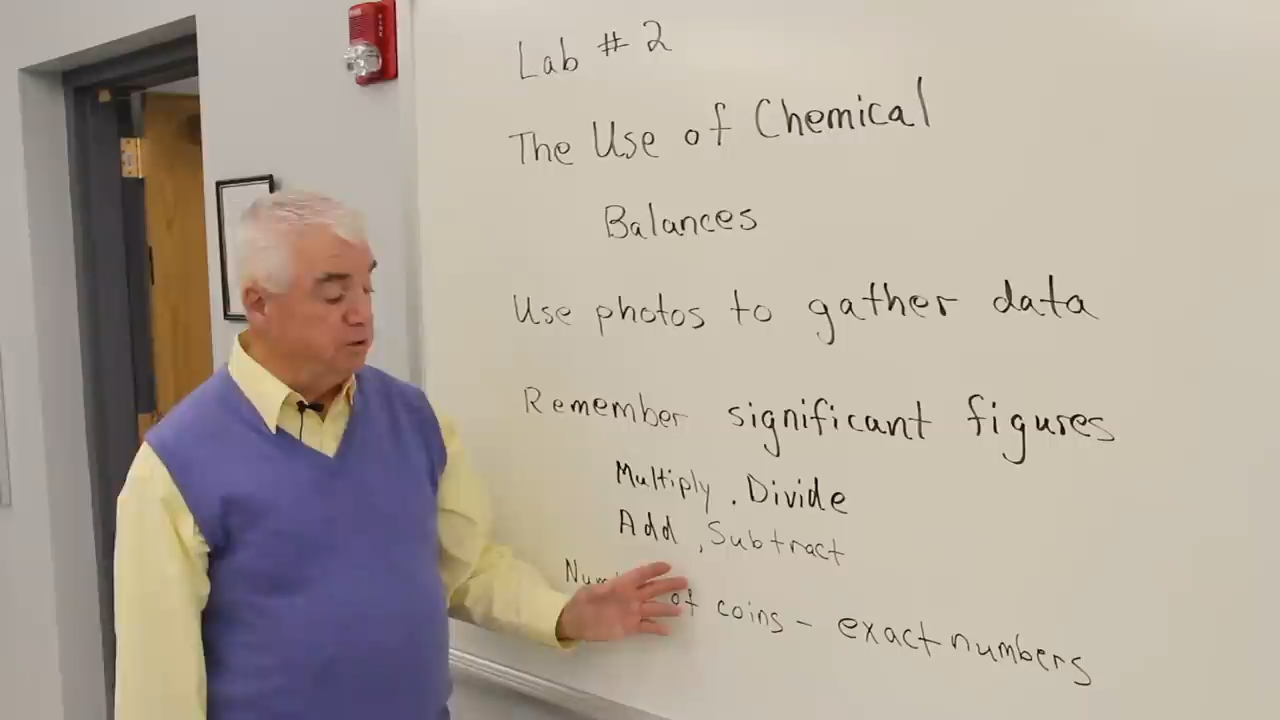 Lab # 2
The Use of Chemical
Balances
Use photos to gather data
Remember significant figures
Multiply . Divide
Add , Subtract
of coins - exact numbers